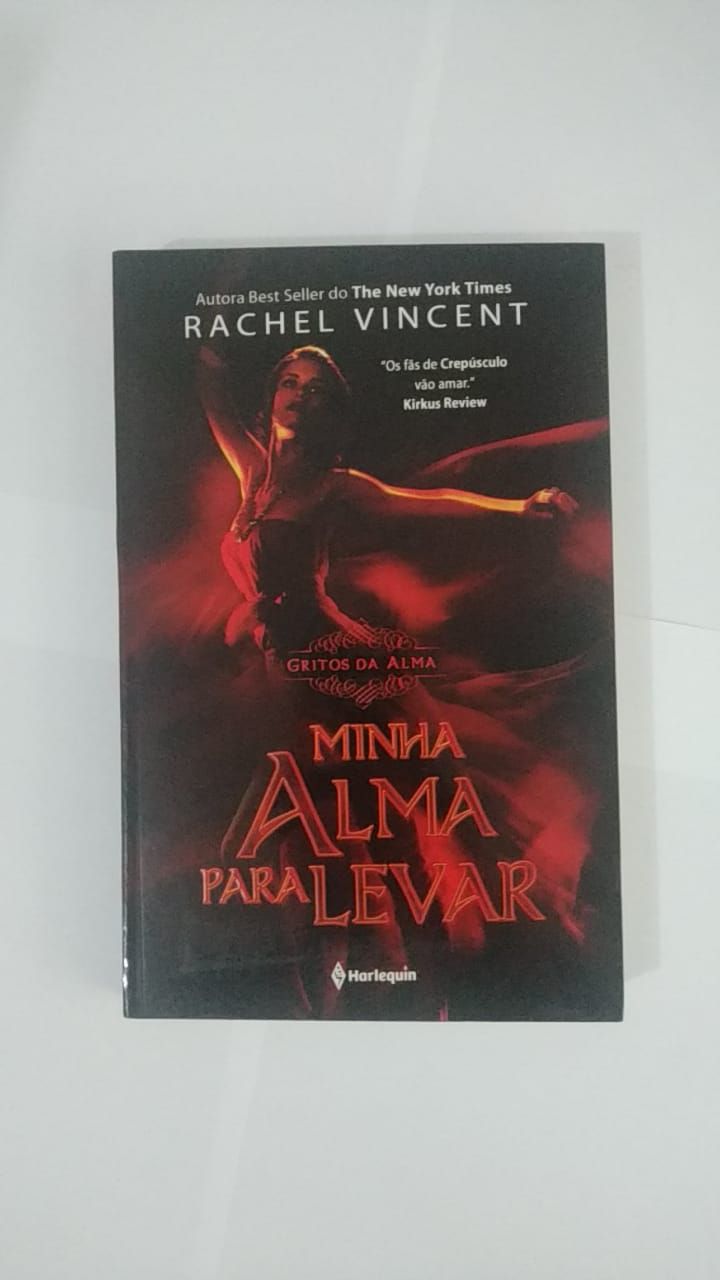 Autora Best Seller do The New York Times
RACHEL VINCENT
"Os fãs de Crepúsculo
vão amar."
Kirkus Review
GRITOS DA ALMA
MINHA
ALMA
PARA LEVAR
Harlequin